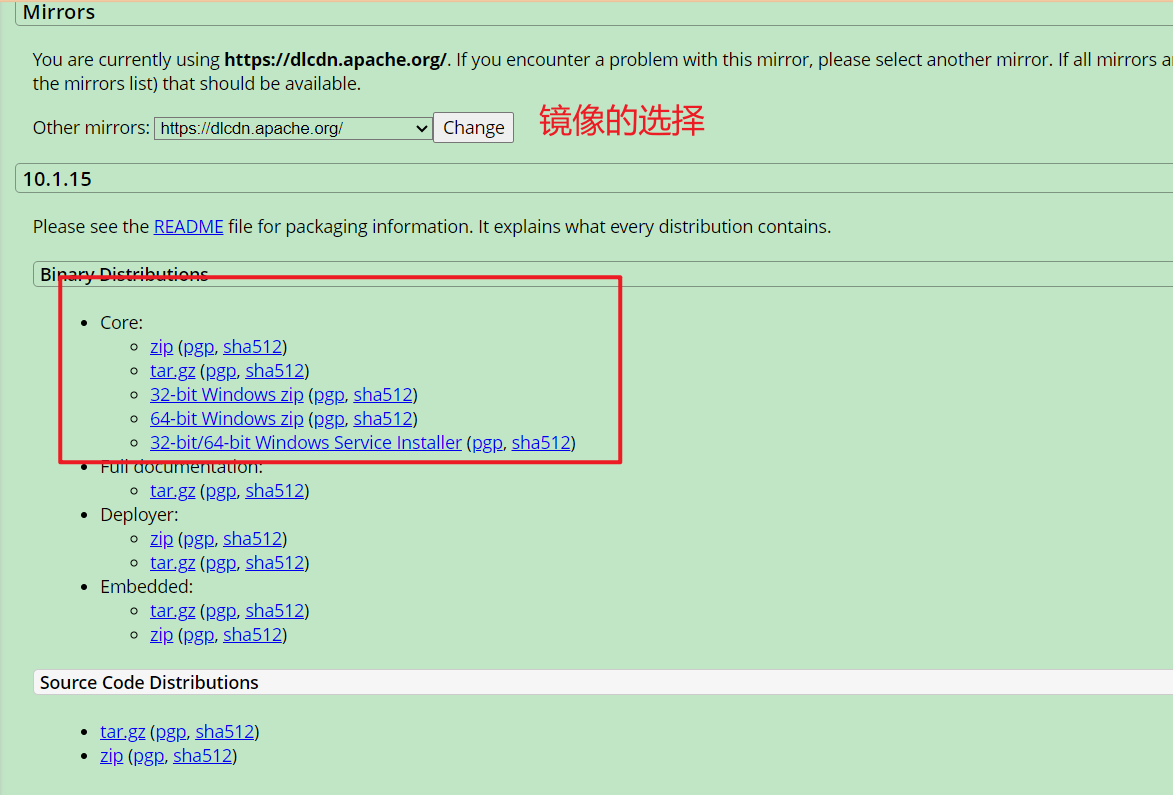 Mirrors
You are currently using https://dlcdn.apache.org/. If you encounter a problem with this mirror, please select another mirror. If all mirrors a
the mirrors list) that should be available.
Other mirrors: https://dlcdn.apache.org/ Change 镜像的选择
10.1.15
Please see the README file for packaging information. It explains what every distribution contains.
Binary Distributions
Core:
zip (pgp, sha512)
tar.gz (pgp, sha512)
32-bit Windows zip (pgp, sha512)
64-bit Windows zip (pgp, sha512)
32-bit/64-bit Windows Service Installer (pgp, sha512)
Full documentation:
tar.gz (pgp, sha512)
Deployer:
zip (pgp, sha512)
tar.gz (pgp, sha512)
Embedded:
tar.gz (pgp, sha512)
zip (pgp, sha512)
Source Code Distributions
tar.gz (pgp, sha512)
zip (pgp, sha512)